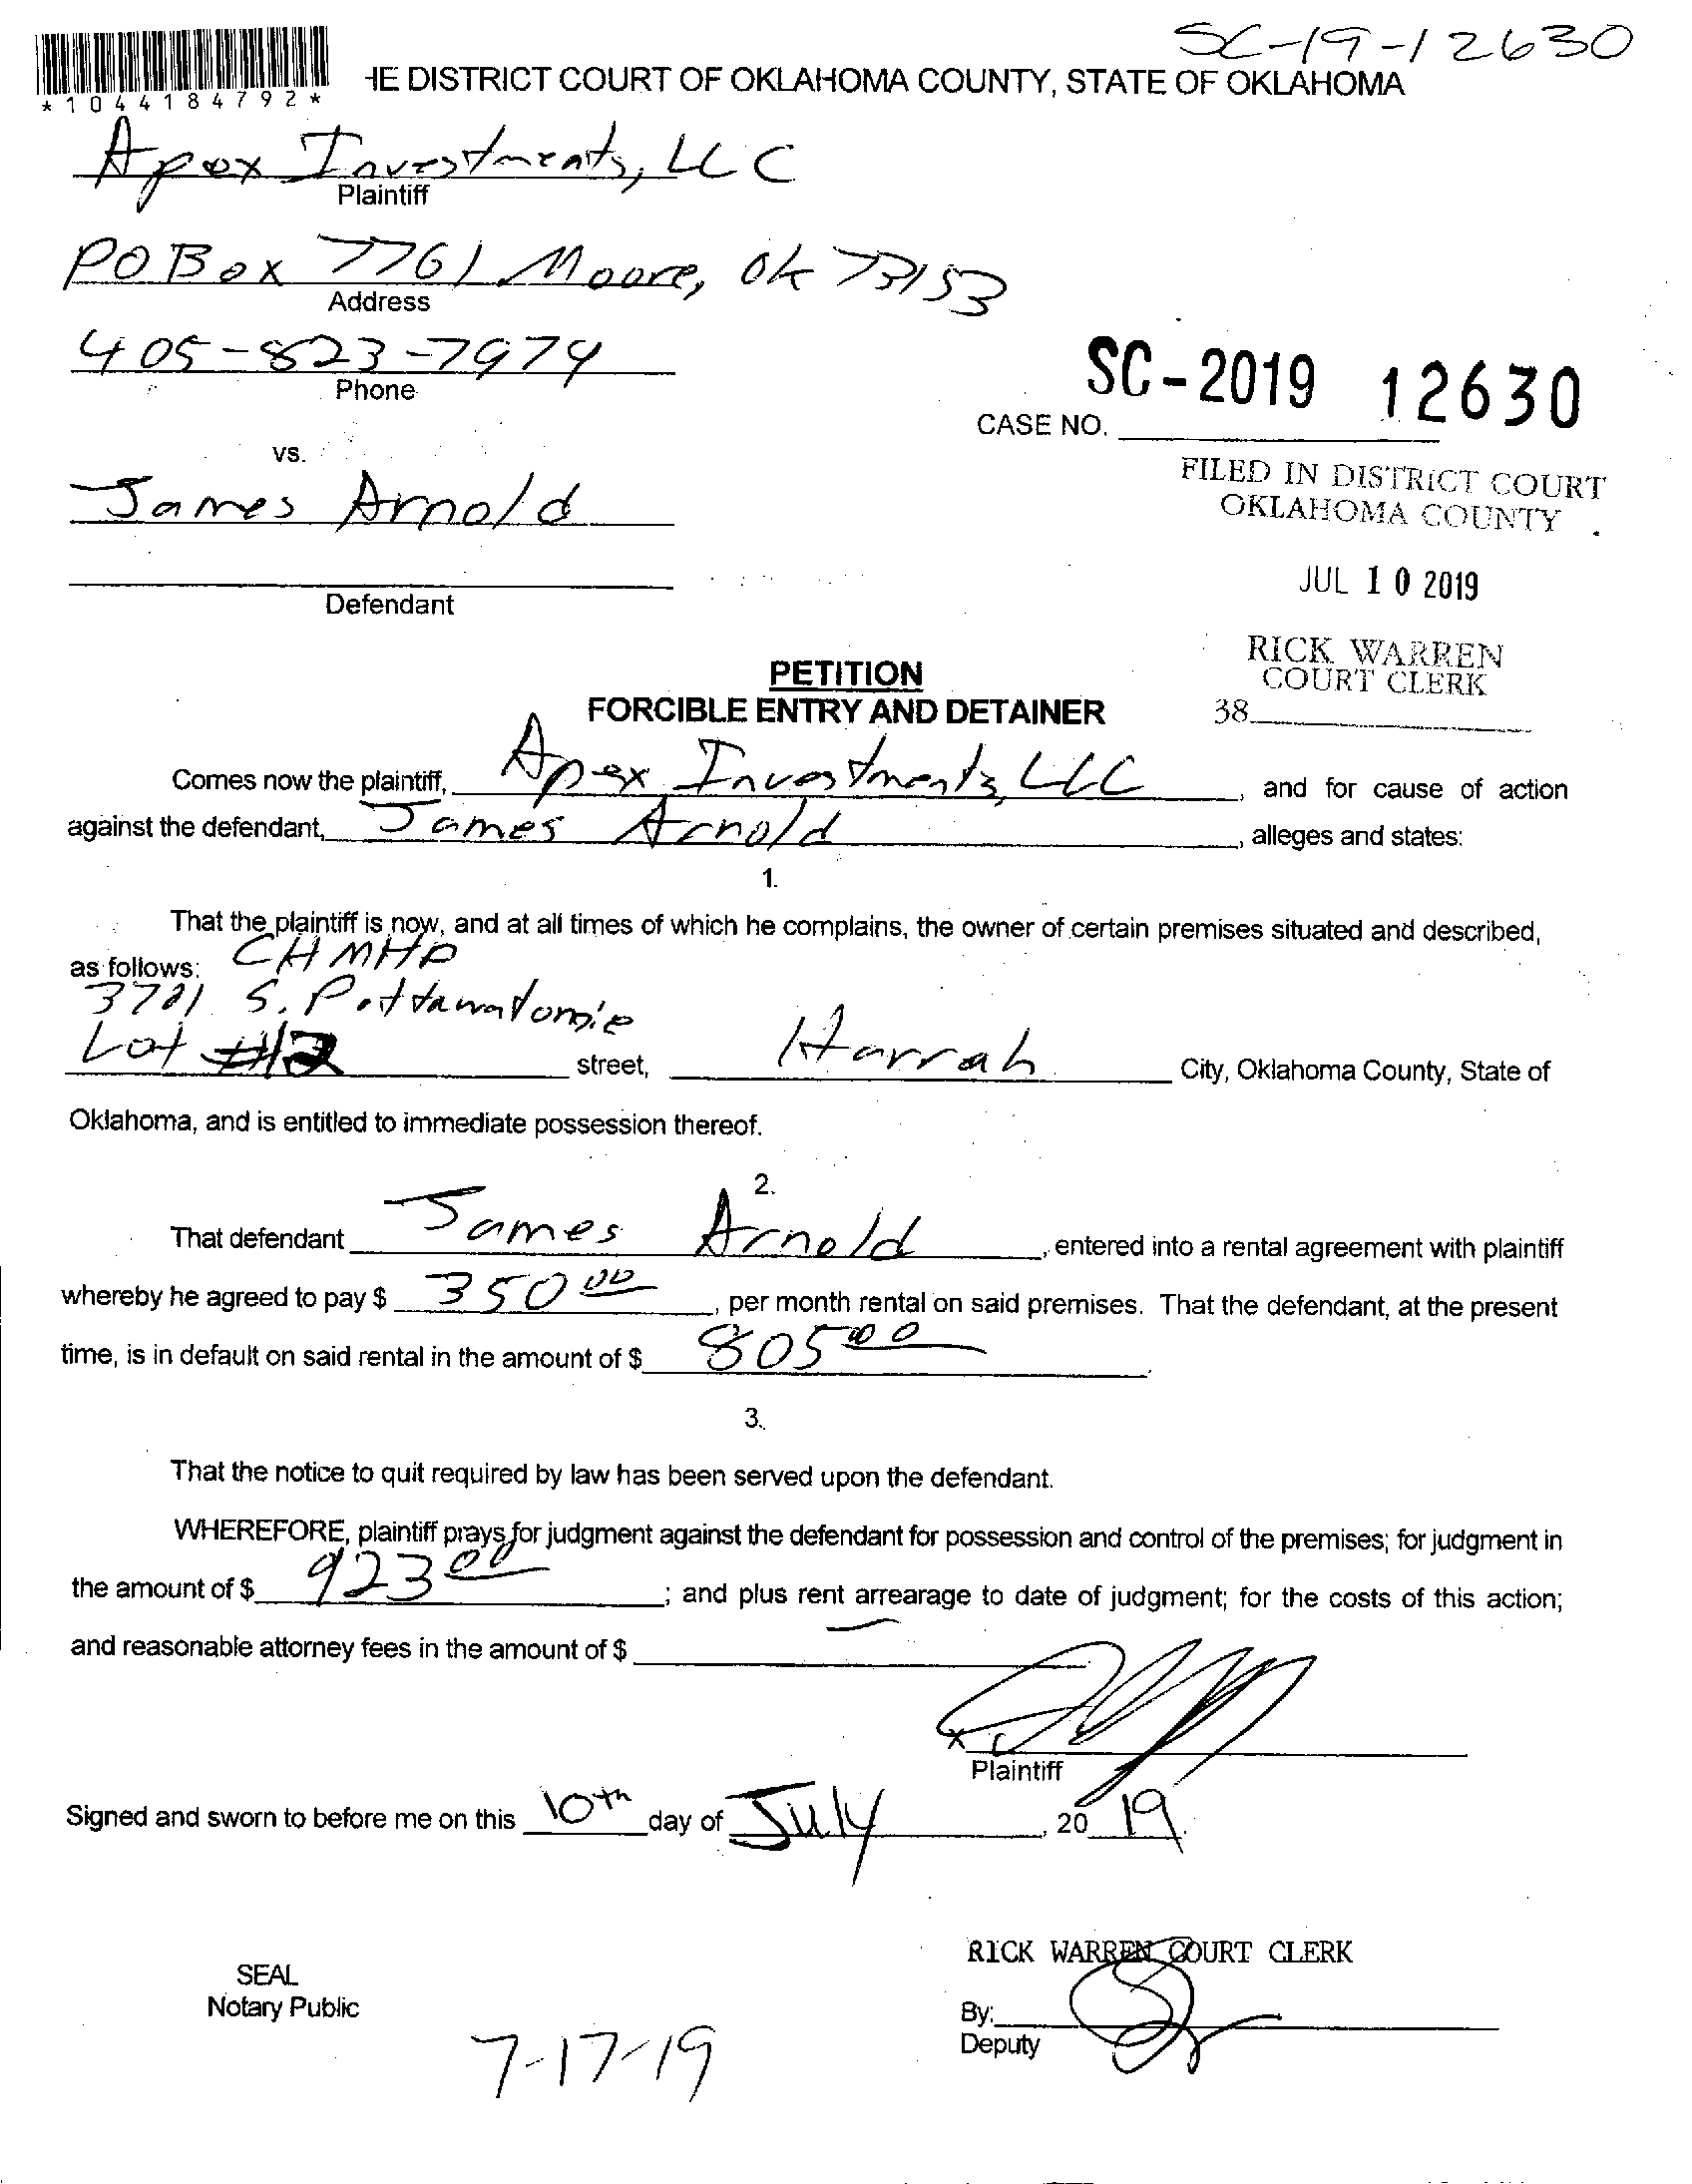 SC-19-12630
*1044184792*
HE DISTRICT COURT OF OKLAHOMA COUNTY, STATE OF OKLAHOMA
Apex Investments, LLC
Plaintiff
PO Box 7761 Moore, Ok 73153
Address
405-823-7974
Phone
SC-2019 12630
CASE NO.
vs.
FILED IN DISTRICT COURT
OKLAHOMA COUNTY
James Arnold
JUL 10 2019
Defendant
RICK WARREN
COURT CLERK
38
PETITION
FORCIBLE ENTRY AND DETAINER
Comes now the plaintiff, Apex Investments, LLC, and for cause of action
against the defendant, James Arnold, alleges and states:
1.
That the plaintiff is now, and at all times of which he complains, the owner of certain premises situated and described,
as follows: CHMHP
3701 S. Pottawatomie
Lot #12 street, Harrah City, Oklahoma County, State of
Oklahoma, and is entitled to immediate possession thereof.
2.
That defendant James Arnold, entered into a rental agreement with plaintiff
whereby he agreed to pay $ 350 00, per month rental on said premises. That the defendant, at the present
time, is in default on said rental in the amount of $ 805 00.
3.
That the notice to quit required by law has been served upon the defendant.
WHEREFORE, plaintiff prays for judgment against the defendant for possession and control of the premises; for judgment in
the amount of $ 923 00; and plus rent arrearage to date of judgment; for the costs of this action;
and reasonable attorney fees in the amount of $
x
Plaintiff
Signed and sworn to before me on this 10th day of July, 20 19.
RICK WARREN COURT CLERK
SEAL
Notary Public
By:
Deputy
7-17-19